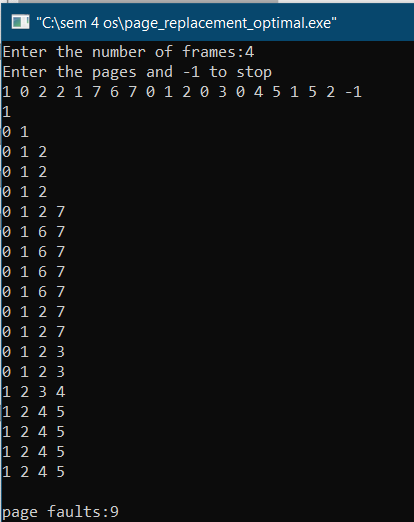 "C:\sem 4 os\page_replacement_optimal.exe"
Enter the number of frames:4
Enter the pages and -1 to stop
1 0 2 2 1 7 6 7 0 1 2 0 3 0 4 5 1 5 2 -1
1
0 1
0 1 2
0 1 2
0 1 2
0 1 2 7
0 1 6 7
0 1 6 7
0 1 6 7
0 1 6 7
0 1 2 7
0 1 2 7
0 1 2 3
0 1 2 3
1 2 3 4
1 2 4 5
1 2 4 5
1 2 4 5
1 2 4 5
page faults:9